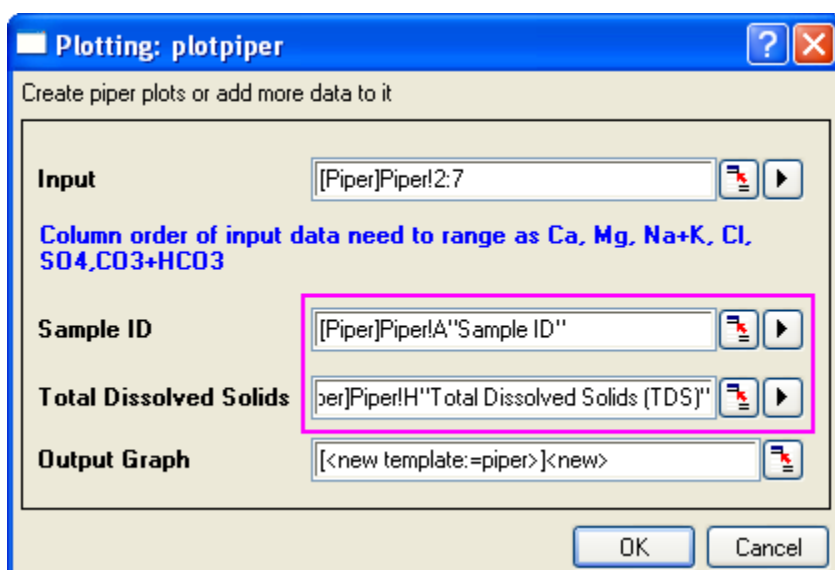 Plotting: plotpiper
Create piper plots or add more data to it
Input [Piper]Piper!2:7
Column order of input data need to range as Ca, Mg, Na+K, Cl,
SO4,CO3+HCO3
Sample ID [Piper]Piper!A"Sample ID"
Total Dissolved Solids per]Piper!H"Total Dissolved Solids (TDS)"
Output Graph [<new template:=piper>]<new>
OK Cancel